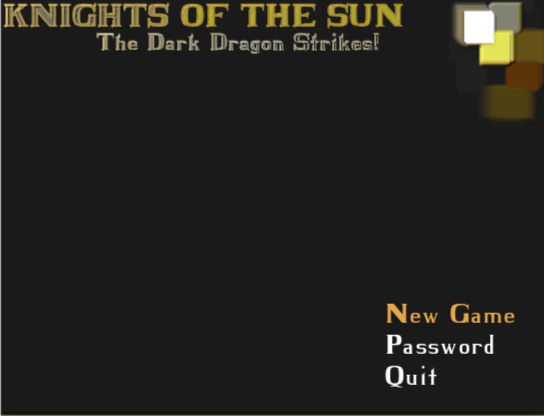 KNIGHTS OF THE SUN
The Dark Dragon Strikes!
New Game
Password
Quit